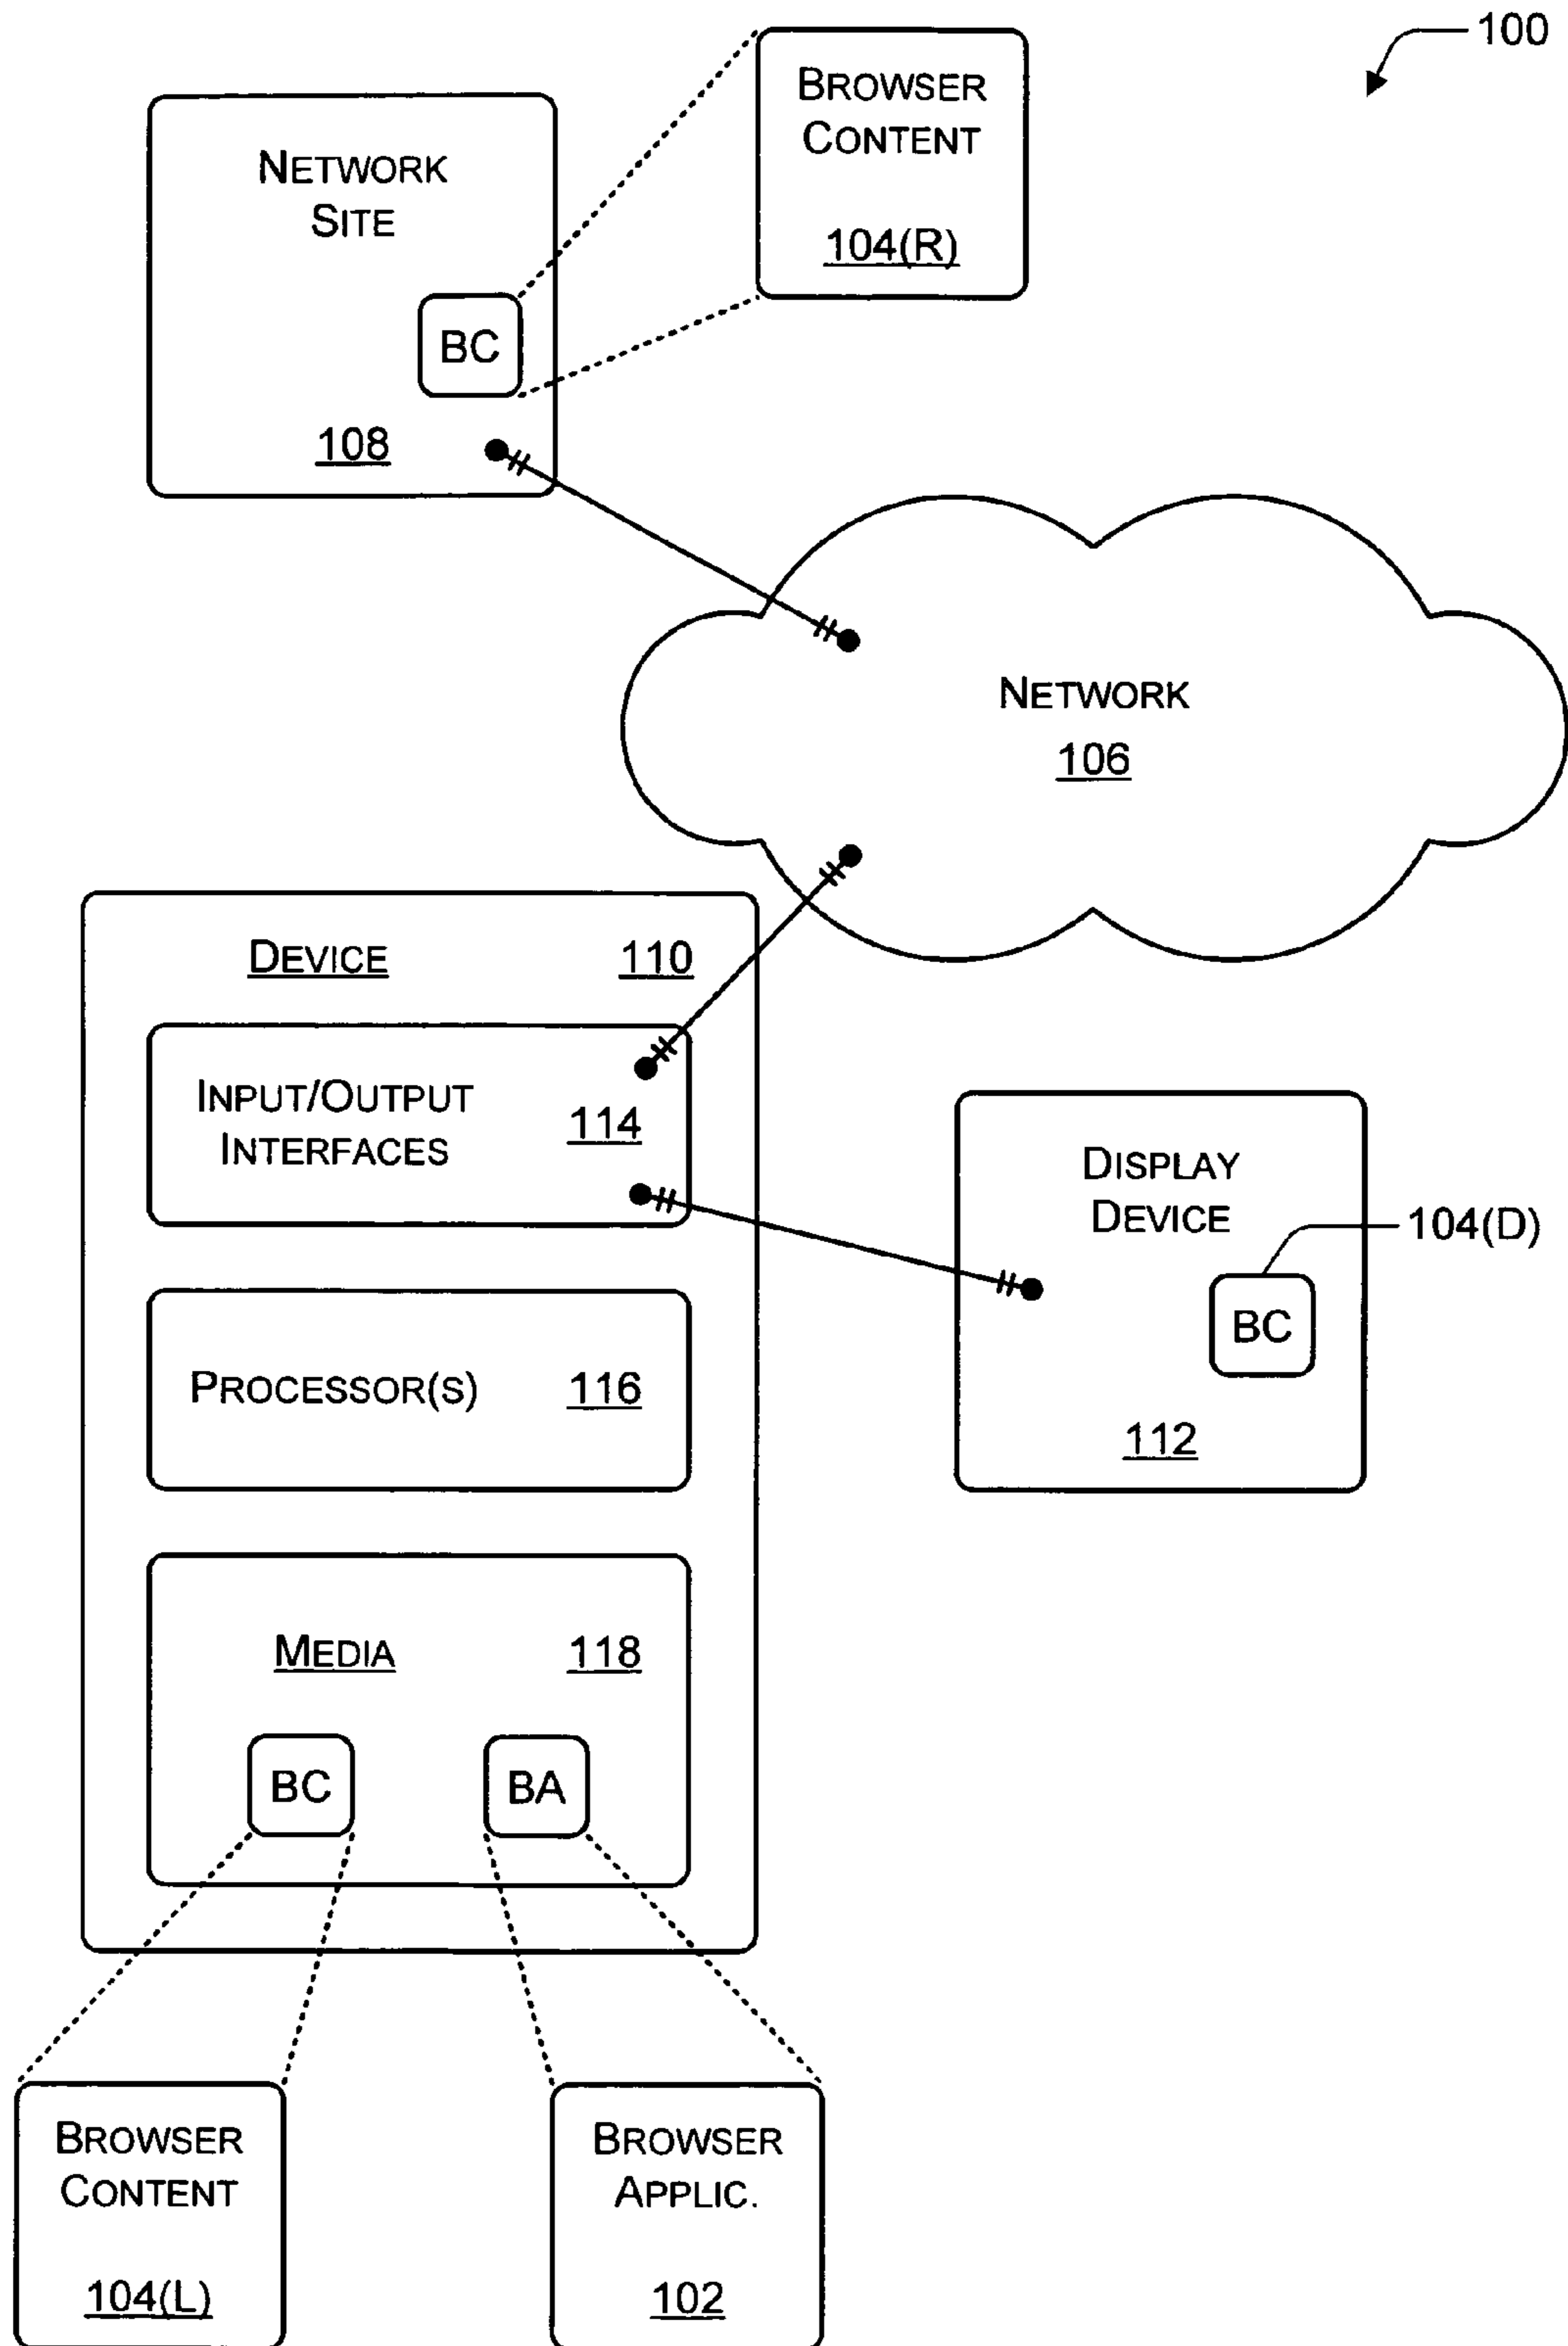 100
BROWSER
CONTENT
104(R)
NETWORK
SITE
BC
108
NETWORK
106
DEVICE 110
INPUT/OUTPUT
INTERFACES
114
DISPLAY
DEVICE
104(D)
BC
112
PROCESSOR(S) 116
MEDIA 118
BC BA
BROWSER
CONTENT
104(L)
BROWSER
APPLIC.
102